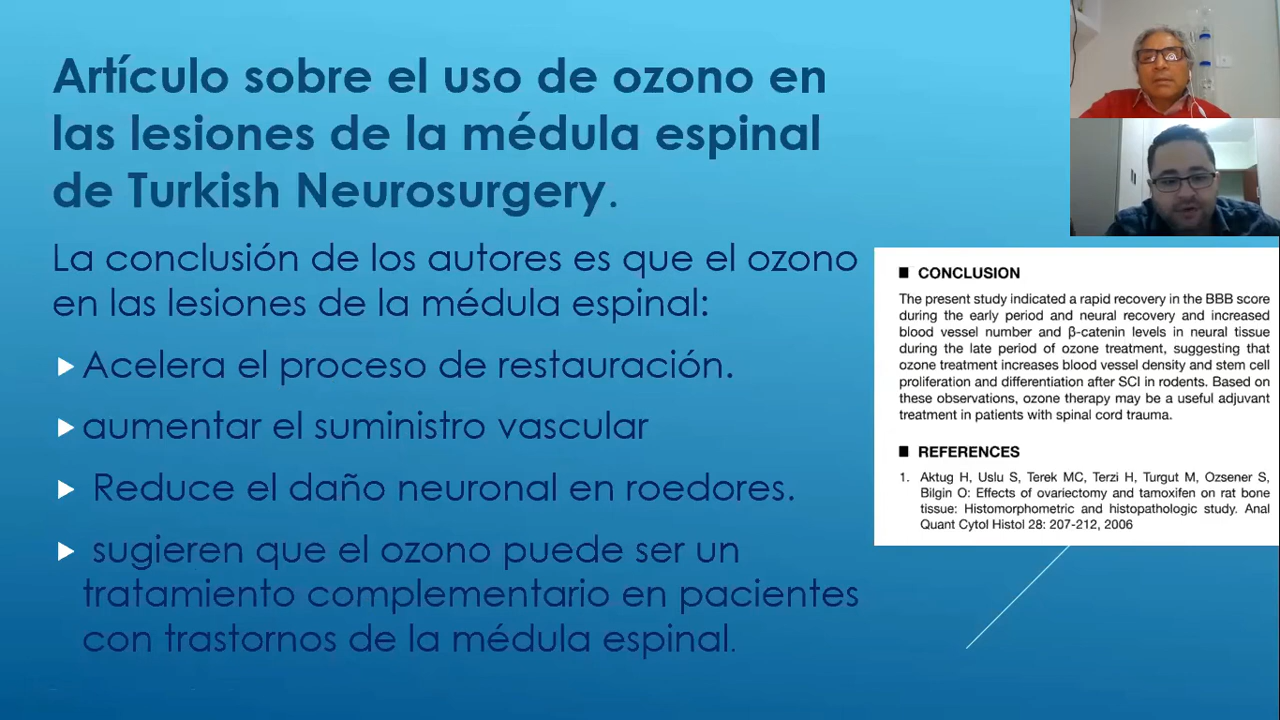 Artículo sobre el uso de ozono en
las lesiones de la médula espinal
de Turkish Neurosurgery.
La conclusión de los autores es que el ozono
en las lesiones de la médula espinal:
Acelera el proceso de restauración.
aumentar el suministro vascular
Reduce el daño neuronal en roedores.
sugieren que el ozono puede ser un
tratamiento complementario en pacientes
con trastornos de la médula espinal.
CONCLUSION
The present study indicated a rapid recovery in the BBB score
during the early period and neural recovery and increased
blood vessel number and β-catenin levels in neural tissue
during the late period of ozone treatment, suggesting that
ozone treatment increases blood vessel density and stem cell
proliferation and differentiation after SCI in rodents. Based on
these observations, ozone therapy may be a useful adjuvant
treatment in patients with spinal cord trauma.
REFERENCES
1. Aktug H, Uslu S, Terek MC, Terzi H, Turgut M, Ozsener S,
Bilgin O: Effects of ovariectomy and tamoxifen on rat bone
tissue: Histomorphometric and histopathologic study. Anal
Quant Cytol Histol 28: 207-212, 2006